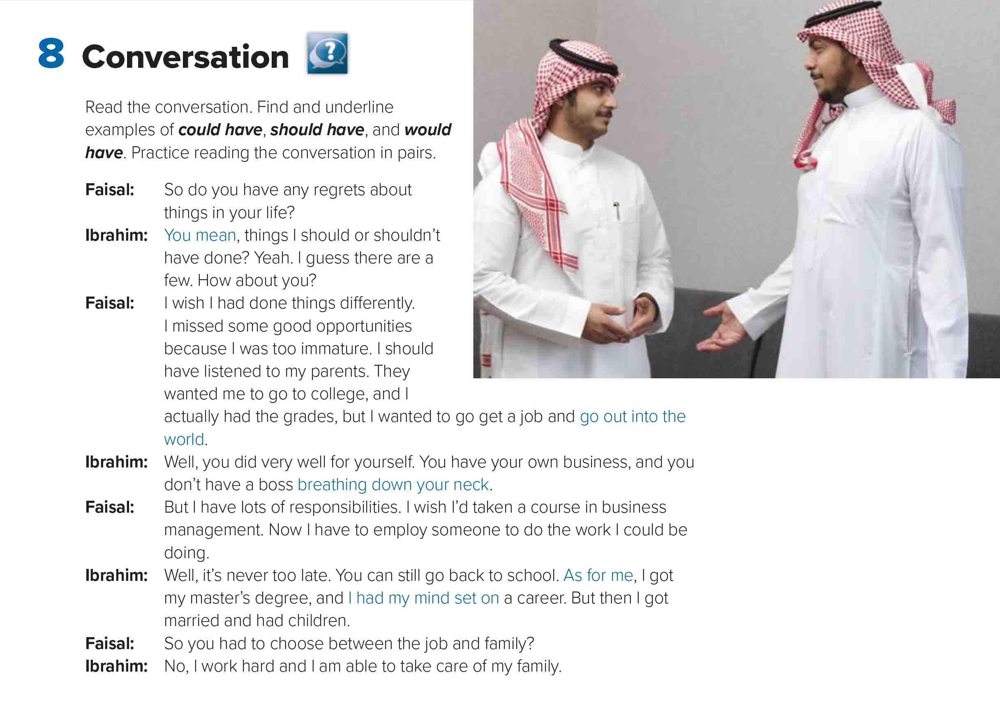 8 Conversation
?
Read the conversation. Find and underline
examples of could have, should have, and would
have. Practice reading the conversation in pairs.
Faisal: So do you have any regrets about
things in your life?
Ibrahim: You mean, things I should or shouldn’t
have done? Yeah. I guess there are a
few. How about you?
Faisal: I wish I had done things differently.
I missed some good opportunities
because I was too immature. I should
have listened to my parents. They
wanted me to go to college, and I
actually had the grades, but I wanted to go get a job and go out into the
world.
Ibrahim: Well, you did very well for yourself. You have your own business, and you
don’t have a boss breathing down your neck.
Faisal: But I have lots of responsibilities. I wish I’d taken a course in business
management. Now I have to employ someone to do the work I could be
doing.
Ibrahim: Well, it’s never too late. You can still go back to school. As for me, I got
my master’s degree, and I had my mind set on a career. But then I got
married and had children.
Faisal: So you had to choose between the job and family?
Ibrahim: No, I work hard and I am able to take care of my family.